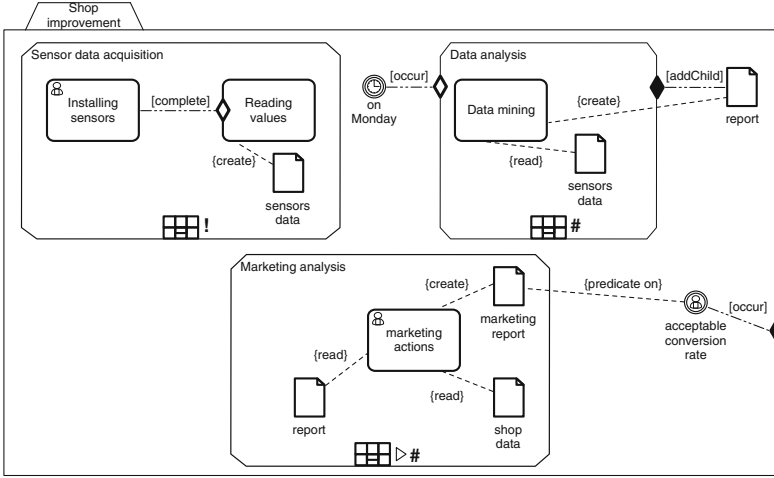 Shop
improvement
Sensor data acquisition
Installing
sensors
[complete]
Reading
values
{create}
sensors
data
!
[occur]
on
Monday
Data analysis
Data mining
{create}
{read}
sensors
data
#
[addChild]
report
Marketing analysis
{create}
marketing
report
marketing
actions
{read}
report
{read}
shop
data
#
{predicate on}
acceptable
conversion
rate
[occur]